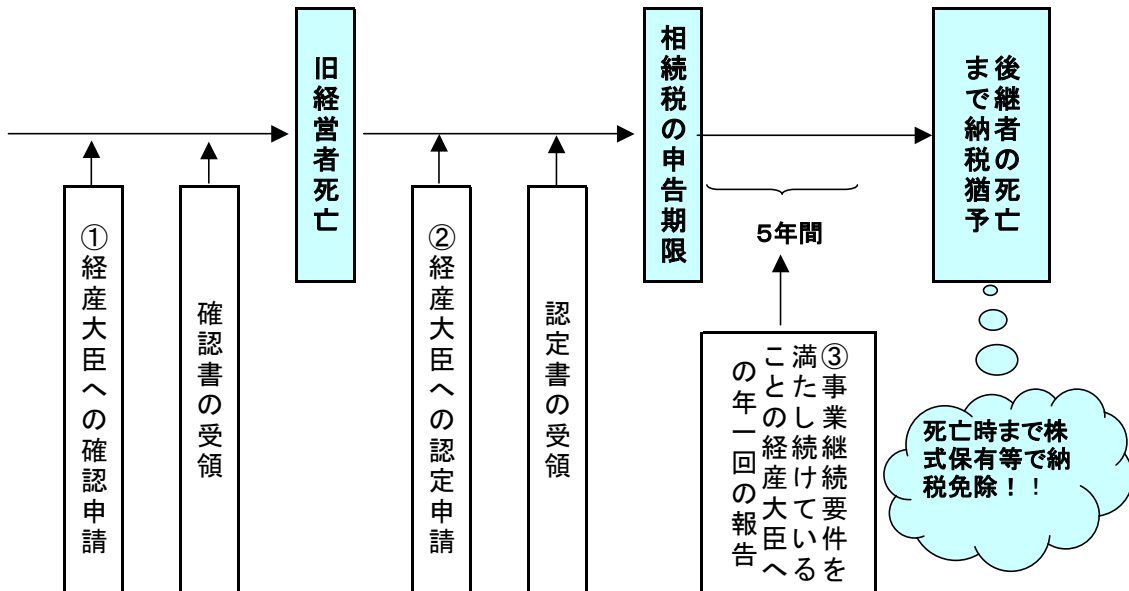 ①経産大臣への確認申請
確認書の受領
旧経営者死亡
②経産大臣への認定申請
認定書の受領
相続税の申告期限
5年間
③事業継続要件を
満たし続けている
ことの経産大臣へ
の年一回の報告
後継者の死亡
まで納税猶予
死亡時まで株
式保有等で納
税免除！！